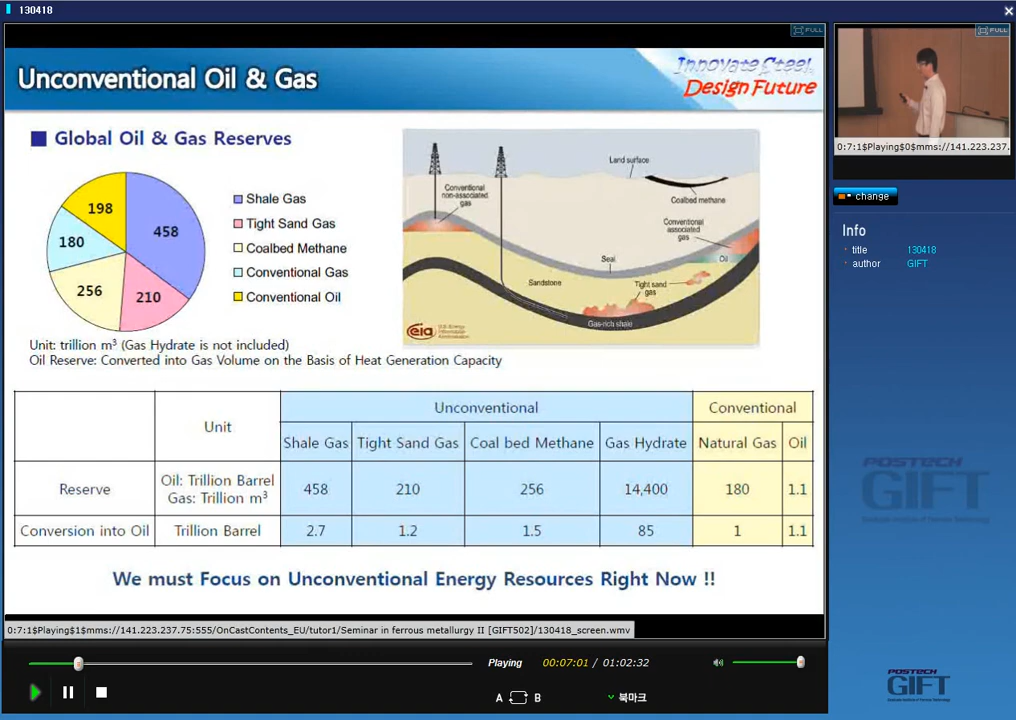 130418
FULL
Unconventional Oil & Gas
Innovate Steel,
Design Future
■ Global Oil & Gas Reserves
198
458
180
256
210
Shale Gas
Tight Sand Gas
Coalbed Methane
Conventional Gas
Conventional Oil
Land surface
Conventional
non-associated
gas
Coalbed methane
Conventional
associated
gas
Seal
Oil
Sandstone
Tight sand
gas
Gas-rich shale
eia
Unit: trillion m³ (Gas Hydrate is not included)
Oil Reserve: Converted into Gas Volume on the Basis of Heat Generation Capacity
Unit Unconventional Conventional
Shale Gas Tight Sand Gas Coal bed Methane Gas Hydrate Natural Gas Oil
Reserve Oil: Trillion Barrel
Gas: Trillion m³ 458 210 256 14,400 180 1.1
Conversion into Oil Trillion Barrel 2.7 1.2 1.5 85 1 1.1
We must Focus on Unconventional Energy Resources Right Now !!
0:7:1$Playing$1$mms://141.223.237.75:555/OnCastContents_EU/tutor1/Seminar in ferrous metallurgy II [GIFTS02]/130418_screen.wmv
Playing 00:07:01 / 01:02:32
A B 북마크
FULL
0:7:1$Playing$0$mms://141.223.237.
change
Info
title 130418
author GIFT
POSTECH
GIFT
POSTECH
GIFT